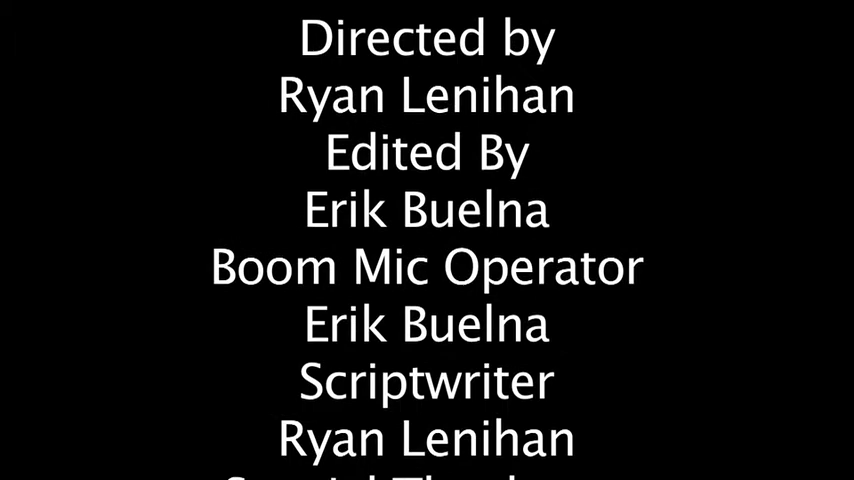 Directed by
Ryan Lenihan
Edited By
Erik Buelna
Boom Mic Operator
Erik Buelna
Scriptwriter
Ryan Lenihan